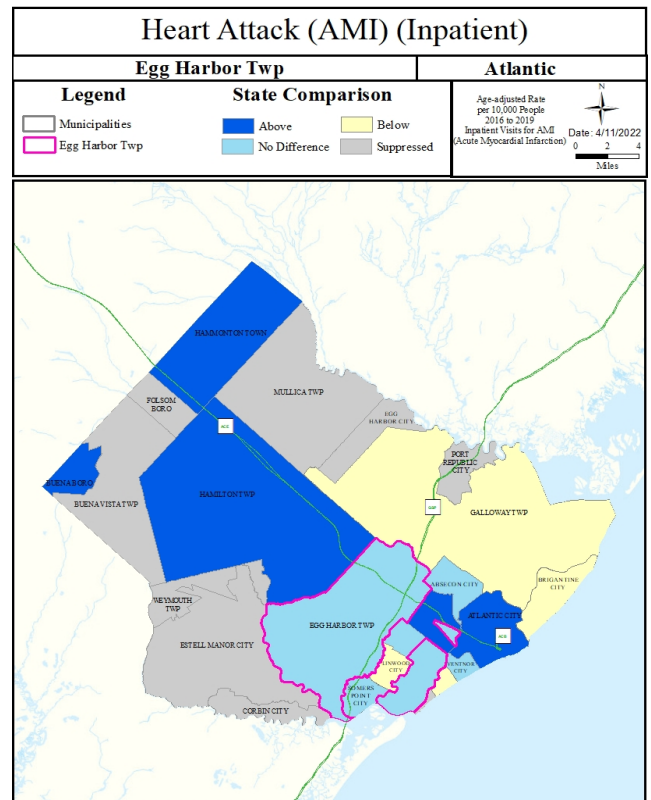 Heart Attack (AMI) (Inpatient)
Egg Harbor Twp
Atlantic
Legend
Municipalities
Egg Harbor Twp
State Comparison
Above
Below
No Difference
Suppressed
Age-adjusted Rate
per 10,000 People
2016 to 2019
Inpatient Visits for AMI
(Acute Myocardial Infarction)
N
Date: 4/11/2022
0 2 4
Miles
HAMMONTON TOWN
MULLICA TWP
FOLSOM
BORO
EGG
HARBOR CITY
PORT
REPUBLIC
CITY
BUENA BORO
BUENA VISTA TWP
HAMILTON TWP
GALLOWAY TWP
ABSECON CITY
BRIGANTINE
CITY
WEYMOUTH
TWP
ATLANTIC CITY
EGG HARBOR TWP
ESTELL MANOR CITY
LINWOOD
CITY
VENTNOR
CITY
SOMERS
POINT
CITY
CORBIN CITY